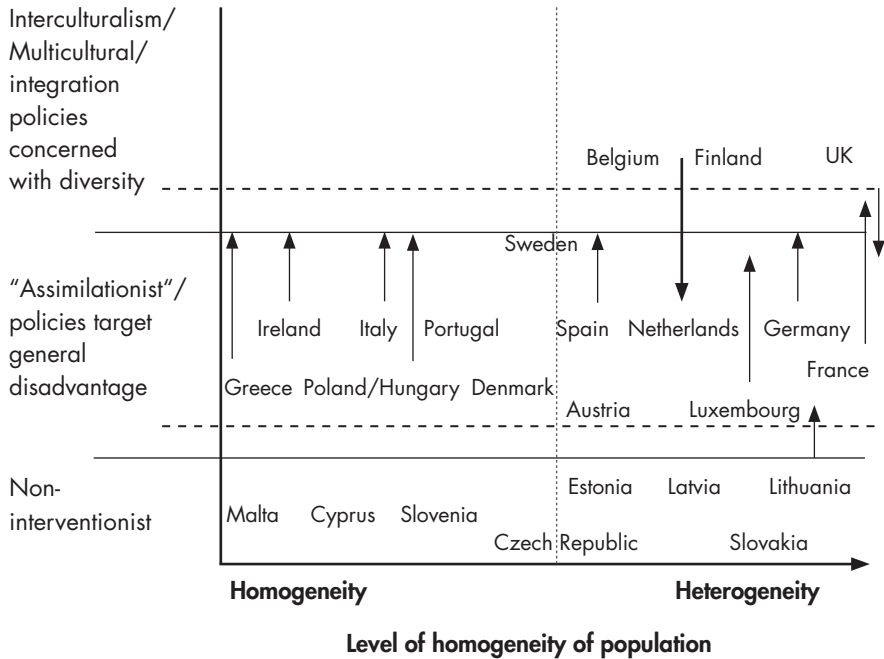 Interculturalism/
Multicultural/
integration
policies
concerned
with diversity
Belgium Finland UK
Sweden
“Assimilationist“/
policies target
general
disadvantage
Ireland Italy Portugal Spain Netherlands Germany
France
Greece Poland/Hungary Denmark
Austria Luxembourg
Non-
interventionist
Estonia Latvia Lithuania
Malta Cyprus Slovenia
Czech Republic Slovakia
Homogeneity Heterogeneity
Level of homogeneity of population